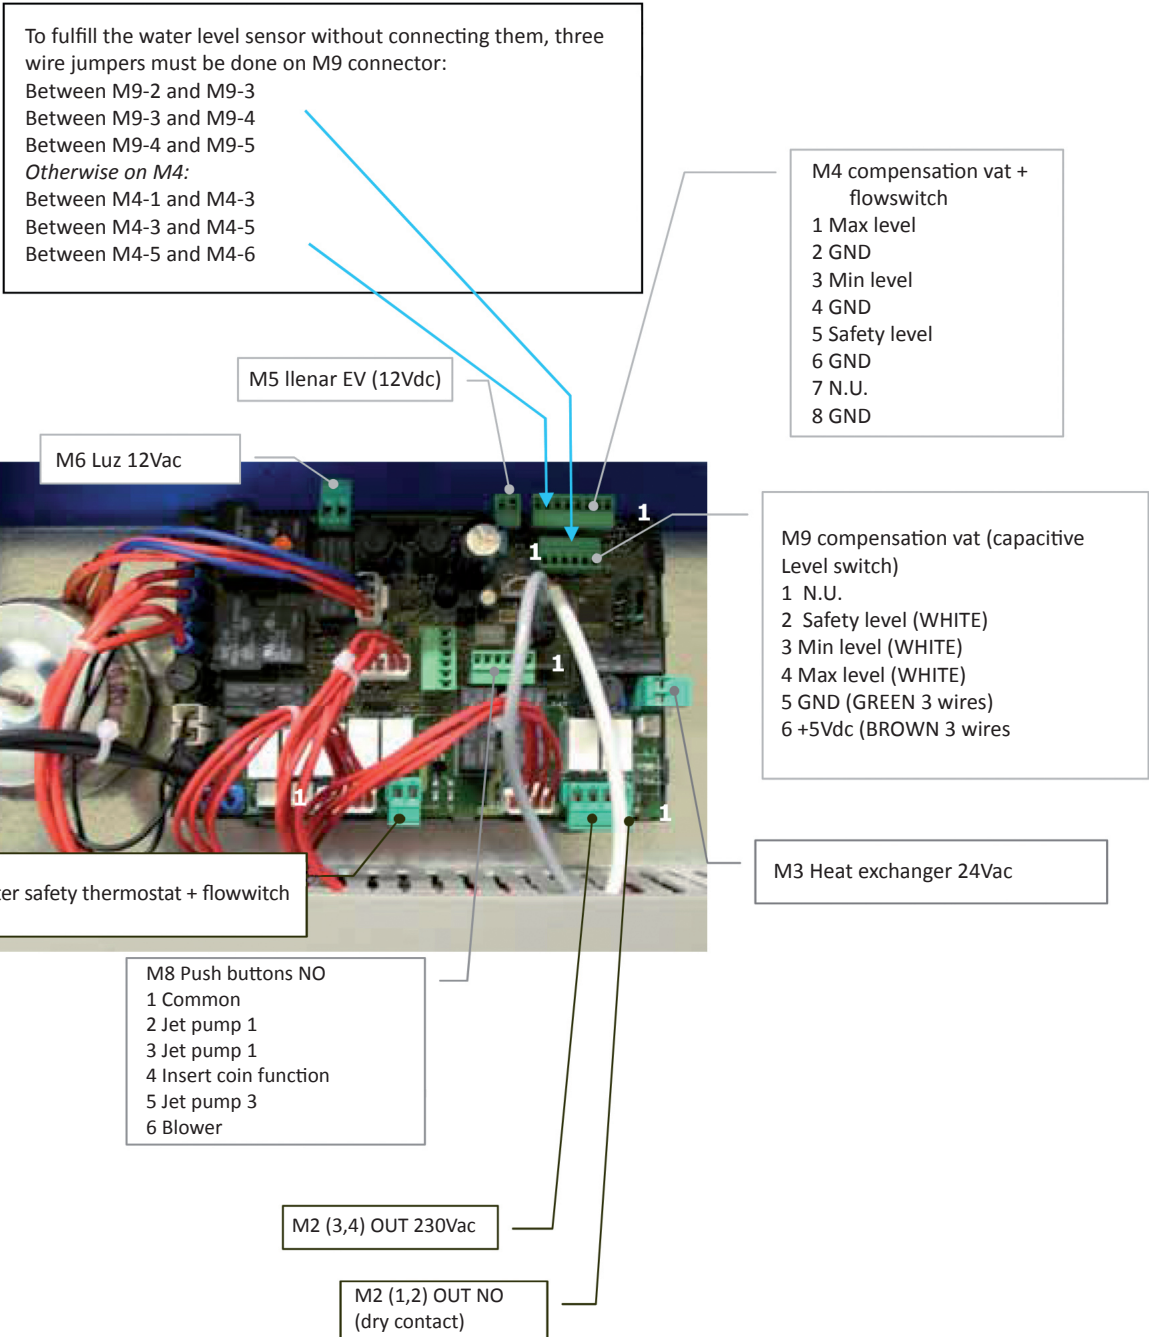 To fulfill the water level sensor without connecting them, three
wire jumpers must be done on M9 connector:
Between M9-2 and M9-3
Between M9-3 and M9-4
Between M9-4 and M9-5
Otherwise on M4:
Between M4-1 and M4-3
Between M4-3 and M4-5
Between M4-5 and M4-6
M4 compensation vat +
flowswitch
1 Max level
2 GND
3 Min level
4 GND
5 Safety level
6 GND
7 N.U.
8 GND
M5 llenar EV (12Vdc)
M6 Luz 12Vac
1
1
M9 compensation vat (capacitive
Level switch)
1 N.U.
2 Safety level (WHITE)
3 Min level (WHITE)
4 Max level (WHITE)
5 GND (GREEN 3 wires)
6 +5Vdc (BROWN 3 wires
1
1
1
M3 Heat exchanger 24Vac
er safety thermostat + flowwitch
M8 Push buttons NO
1 Common
2 Jet pump 1
3 Jet pump 1
4 Insert coin function
5 Jet pump 3
6 Blower
M2 (3,4) OUT 230Vac
M2 (1,2) OUT NO
(dry contact)